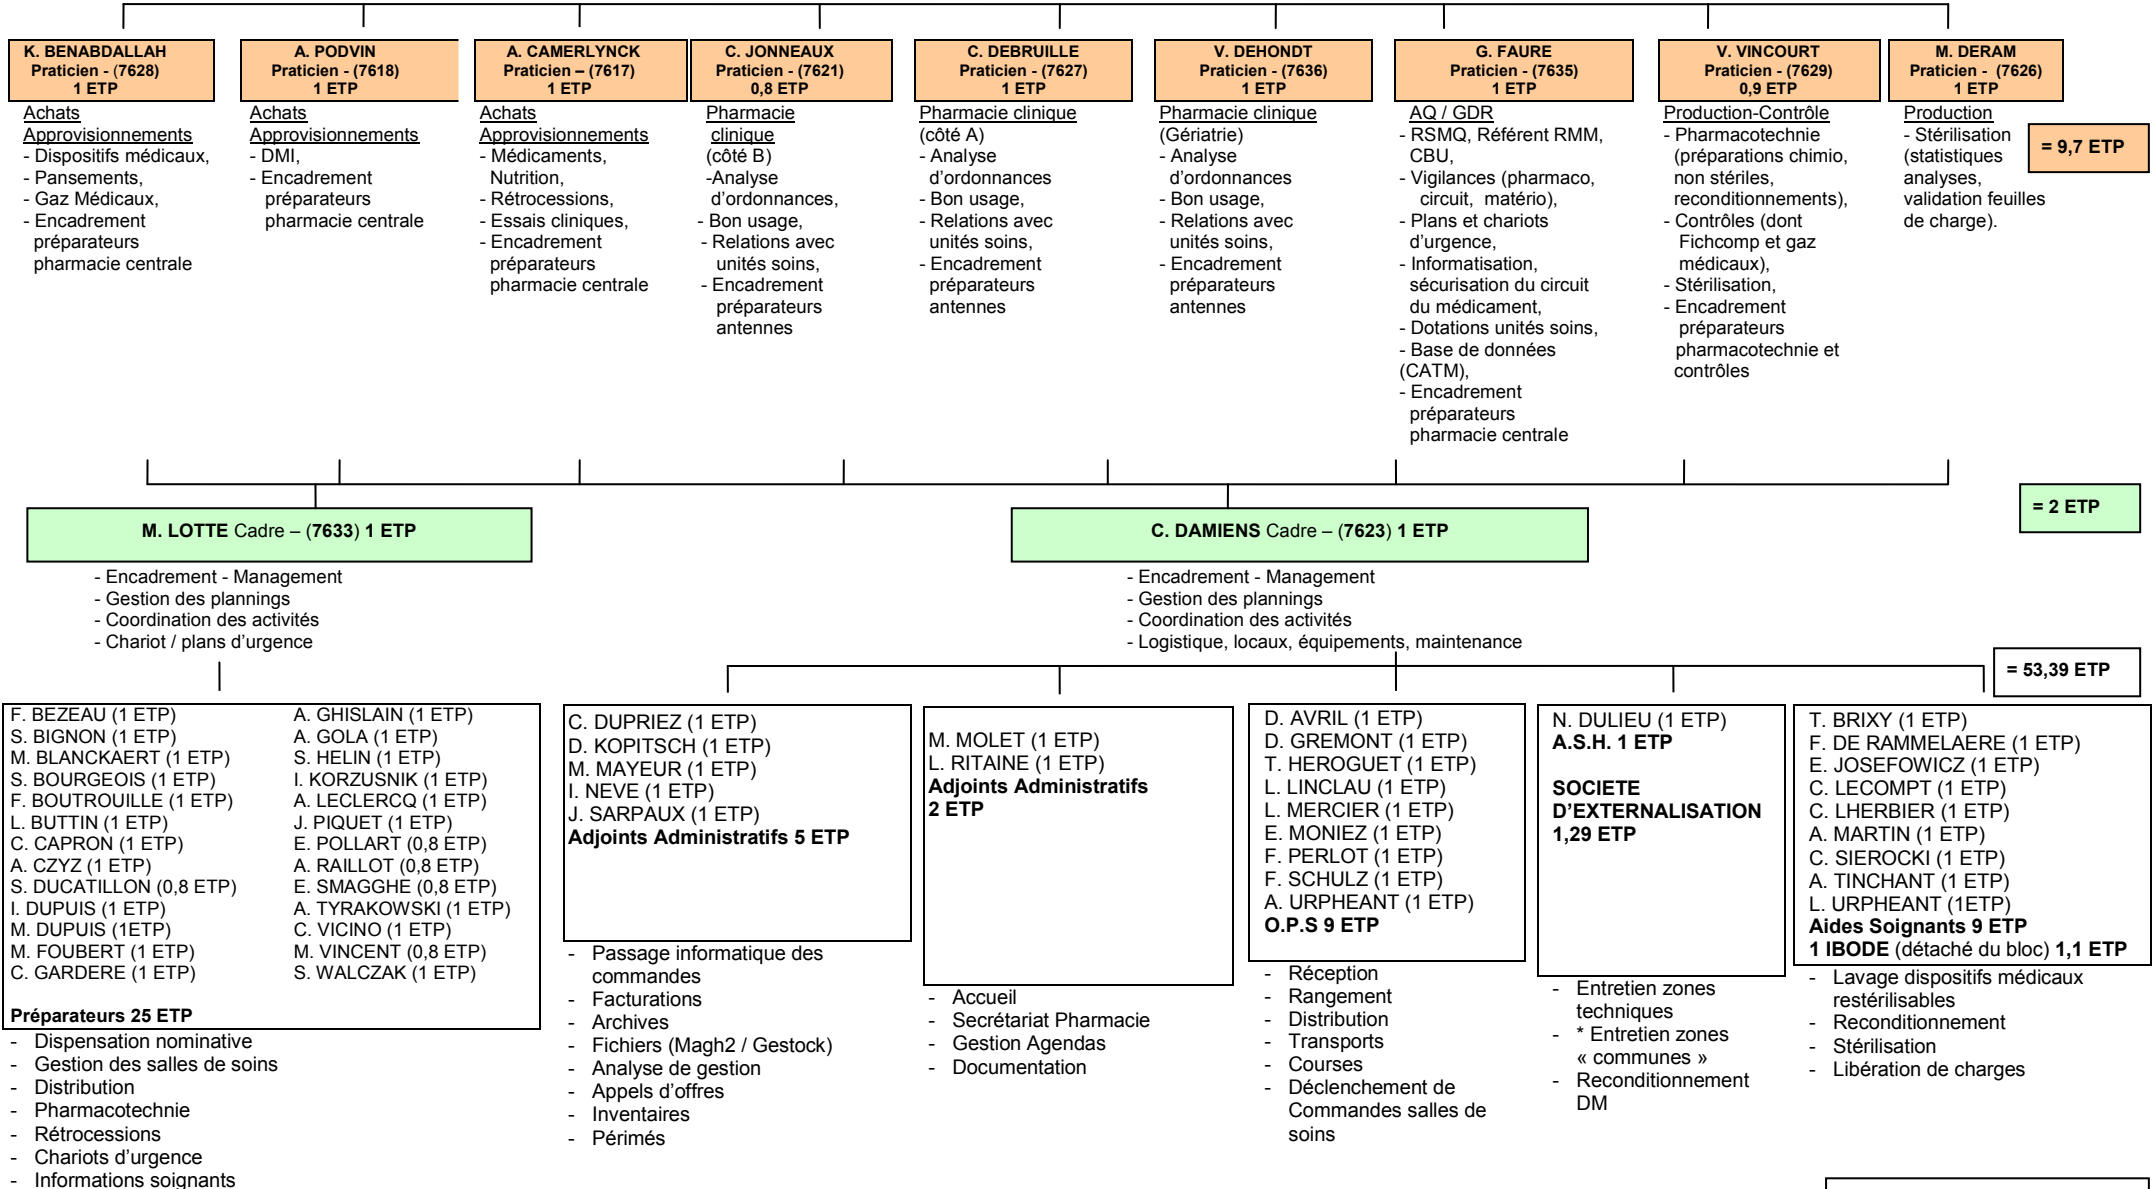 K. BENABDALLAH
Praticien - (7628)
1 ETP
Achats
Approvisionnements
- Dispositifs médicaux,
- Pansements,
- Gaz Médicaux,
- Encadrement
préparateurs
pharmacie centrale
A. PODVIN
Praticien - (7618)
1 ETP
Achats
Approvisionnements
- DMI,
- Encadrement
préparateurs
pharmacie centrale
A. CAMERLYNCK
Praticien – (7617)
1 ETP
Achats
Approvisionnements
- Médicaments,
Nutrition,
- Rétrocessions,
- Essais cliniques,
- Encadrement
préparateurs
pharmacie centrale
C. JONNEAUX
Praticien - (7621)
0,8 ETP
Pharmacie
clinique
(côté B)
-Analyse
d’ordonnances,
- Bon usage,
- Relations avec
unités soins,
- Encadrement
préparateurs
antennes
C. DEBRUILLE
Praticien - (7627)
1 ETP
Pharmacie clinique
(côté A)
- Analyse
d’ordonnances
- Bon usage,
- Relations avec
unités soins,
- Encadrement
préparateurs
antennes
V. DEHONDT
Praticien - (7636)
1 ETP
Pharmacie clinique
(Gériatrie)
- Analyse
d’ordonnances
- Bon usage,
- Relations avec
unités soins,
- Encadrement
préparateurs
antennes
G. FAURE
Praticien - (7635)
1 ETP
AQ / GDR
- RSMQ, Référent RMM,
CBU,
- Vigilances (pharmaco,
circuit, matério),
- Plans et chariots
d’urgence,
- Informatisation,
sécurisation du circuit
du médicament,
- Dotations unités soins,
- Base de données
(CATM),
- Encadrement
préparateurs
pharmacie centrale
V. VINCOURT
Praticien - (7629)
0,9 ETP
Production-Contrôle
- Pharmacotechnie
(préparations chimio,
non stériles,
reconditionnements),
- Contrôles (dont
Fichcomp et gaz
médicaux),
- Stérilisation,
- Encadrement
préparateurs
pharmacotechnie et
contrôles
M. DERAM
Praticien - (7626)
1 ETP
Production
- Stérilisation
(statistiques
analyses,
validation feuilles
de charge).
= 9,7 ETP
M. LOTTE Cadre – (7633) 1 ETP
- Encadrement - Management
- Gestion des plannings
- Coordination des activités
- Chariot / plans d’urgence
C. DAMIENS Cadre – (7623) 1 ETP
- Encadrement - Management
- Gestion des plannings
- Coordination des activités
- Logistique, locaux, équipements, maintenance
= 2 ETP
= 53,39 ETP
F. BEZEAU (1 ETP)
S. BIGNON (1 ETP)
M. BLANCKAERT (1 ETP)
S. BOURGEOIS (1 ETP)
F. BOUTROUILLE (1 ETP)
L. BUTTIN (1 ETP)
C. CAPRON (1 ETP)
A. CZYZ (1 ETP)
S. DUCATILLON (0,8 ETP)
I. DUPUIS (1 ETP)
M. DUPUIS (1ETP)
M. FOUBERT (1 ETP)
C. GARDERE (1 ETP)
A. GHISLAIN (1 ETP)
A. GOLA (1 ETP)
S. HELIN (1 ETP)
I. KORZUSNIK (1 ETP)
A. LECLERCQ (1 ETP)
J. PIQUET (1 ETP)
E. POLLART (0,8 ETP)
A. RAILLOT (0,8 ETP)
E. SMAGGHE (0,8 ETP)
A. TYRAKOWSKI (1 ETP)
C. VICINO (1 ETP)
M. VINCENT (0,8 ETP)
S. WALCZAK (1 ETP)
Préparateurs 25 ETP
- Dispensation nominative
- Gestion des salles de soins
- Distribution
- Pharmacotechnie
- Rétrocessions
- Chariots d’urgence
- Informations soignants
C. DUPRIEZ (1 ETP)
D. KOPITSCH (1 ETP)
M. MAYEUR (1 ETP)
I. NEVE (1 ETP)
J. SARPAUX (1 ETP)
Adjoints Administratifs 5 ETP
- Passage informatique des
commandes
- Facturations
- Archives
- Fichiers (Magh2 / Gestock)
- Analyse de gestion
- Appels d’offres
- Inventaires
- Périmés
M. MOLET (1 ETP)
L. RITAINE (1 ETP)
Adjoints Administratifs
2 ETP
- Accueil
- Secrétariat Pharmacie
- Gestion Agendas
- Documentation
D. AVRIL (1 ETP)
D. GREMONT (1 ETP)
T. HEROGUET (1 ETP)
L. LINCLAU (1 ETP)
L. MERCIER (1 ETP)
E. MONIEZ (1 ETP)
F. PERLOT (1 ETP)
F. SCHULZ (1 ETP)
A. URPHEANT (1 ETP)
O.P.S 9 ETP
- Réception
- Rangement
- Distribution
- Transports
- Courses
- Déclenchement de
Commandes salles de
soins
N. DULIEU (1 ETP)
A.S.H. 1 ETP
SOCIETE
D’EXTERNALISATION
1,29 ETP
- Entretien zones
techniques
- * Entretien zones
« communes »
- Reconditionnement
DM
T. BRIXY (1 ETP)
F. DE RAMMELAERE (1 ETP)
E. JOSEFOWICZ (1 ETP)
C. LECOMPT (1 ETP)
C. LHERBIER (1 ETP)
A. MARTIN (1 ETP)
C. SIEROCKI (1 ETP)
A. TINCHANT (1 ETP)
L. URPHEANT (1ETP)
Aides Soignants 9 ETP
1 IBODE (détaché du bloc) 1,1 ETP
- Lavage dispositifs médicaux
restérilisables
- Reconditionnement
- Stérilisation
- Libération de charges